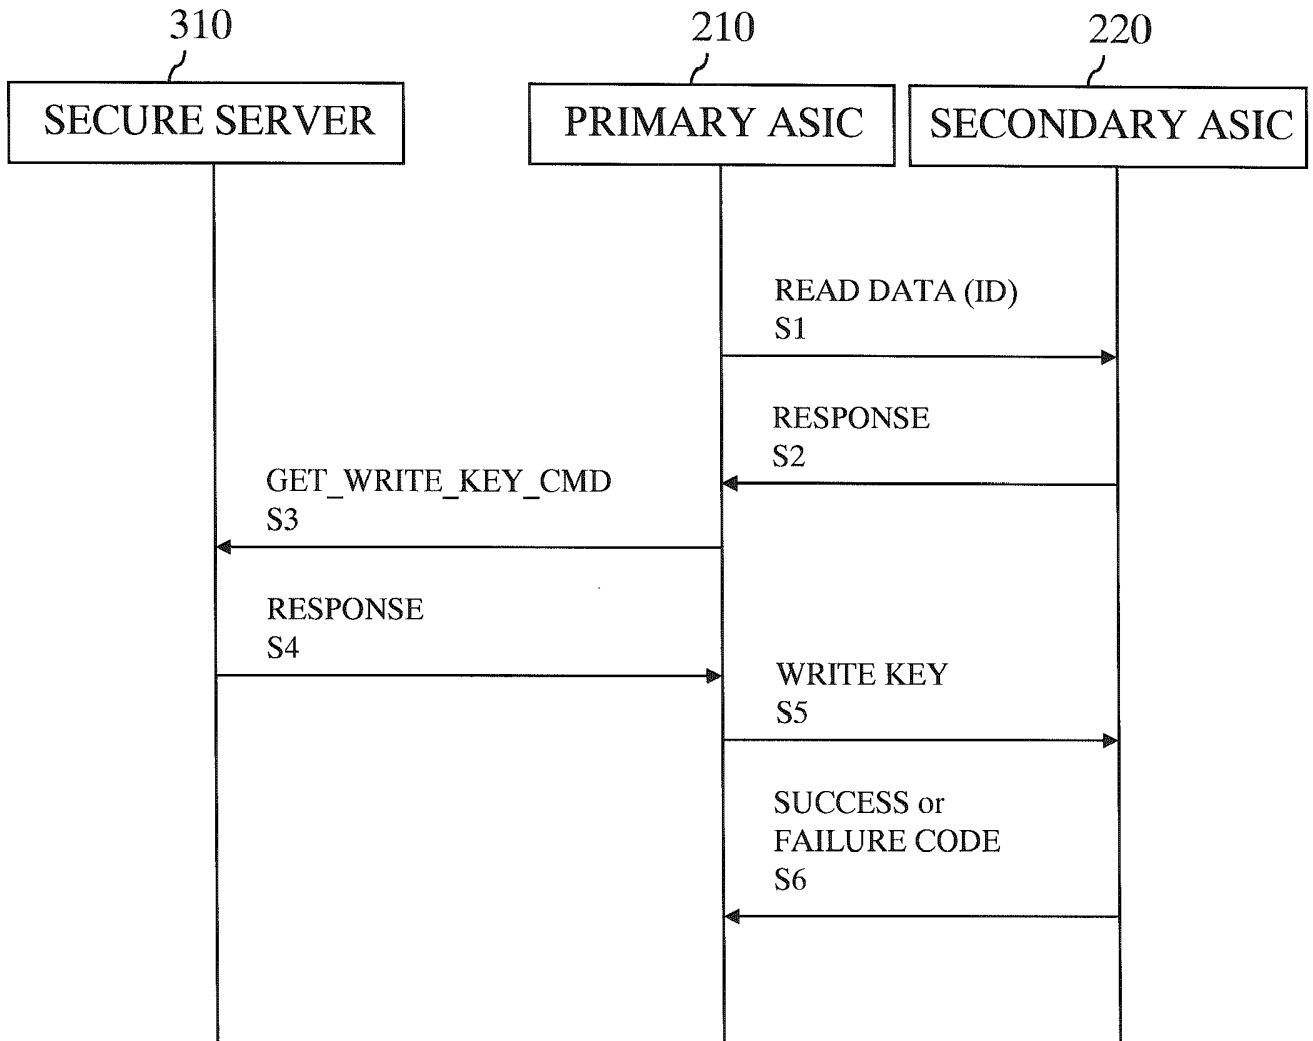 310
210
220
SECURE SERVER
PRIMARY ASIC
SECONDARY ASIC
READ DATA (ID)
S1
RESPONSE
S2
GET_WRITE_KEY_CMD
S3
RESPONSE
S4
WRITE KEY
S5
SUCCESS or
FAILURE CODE
S6